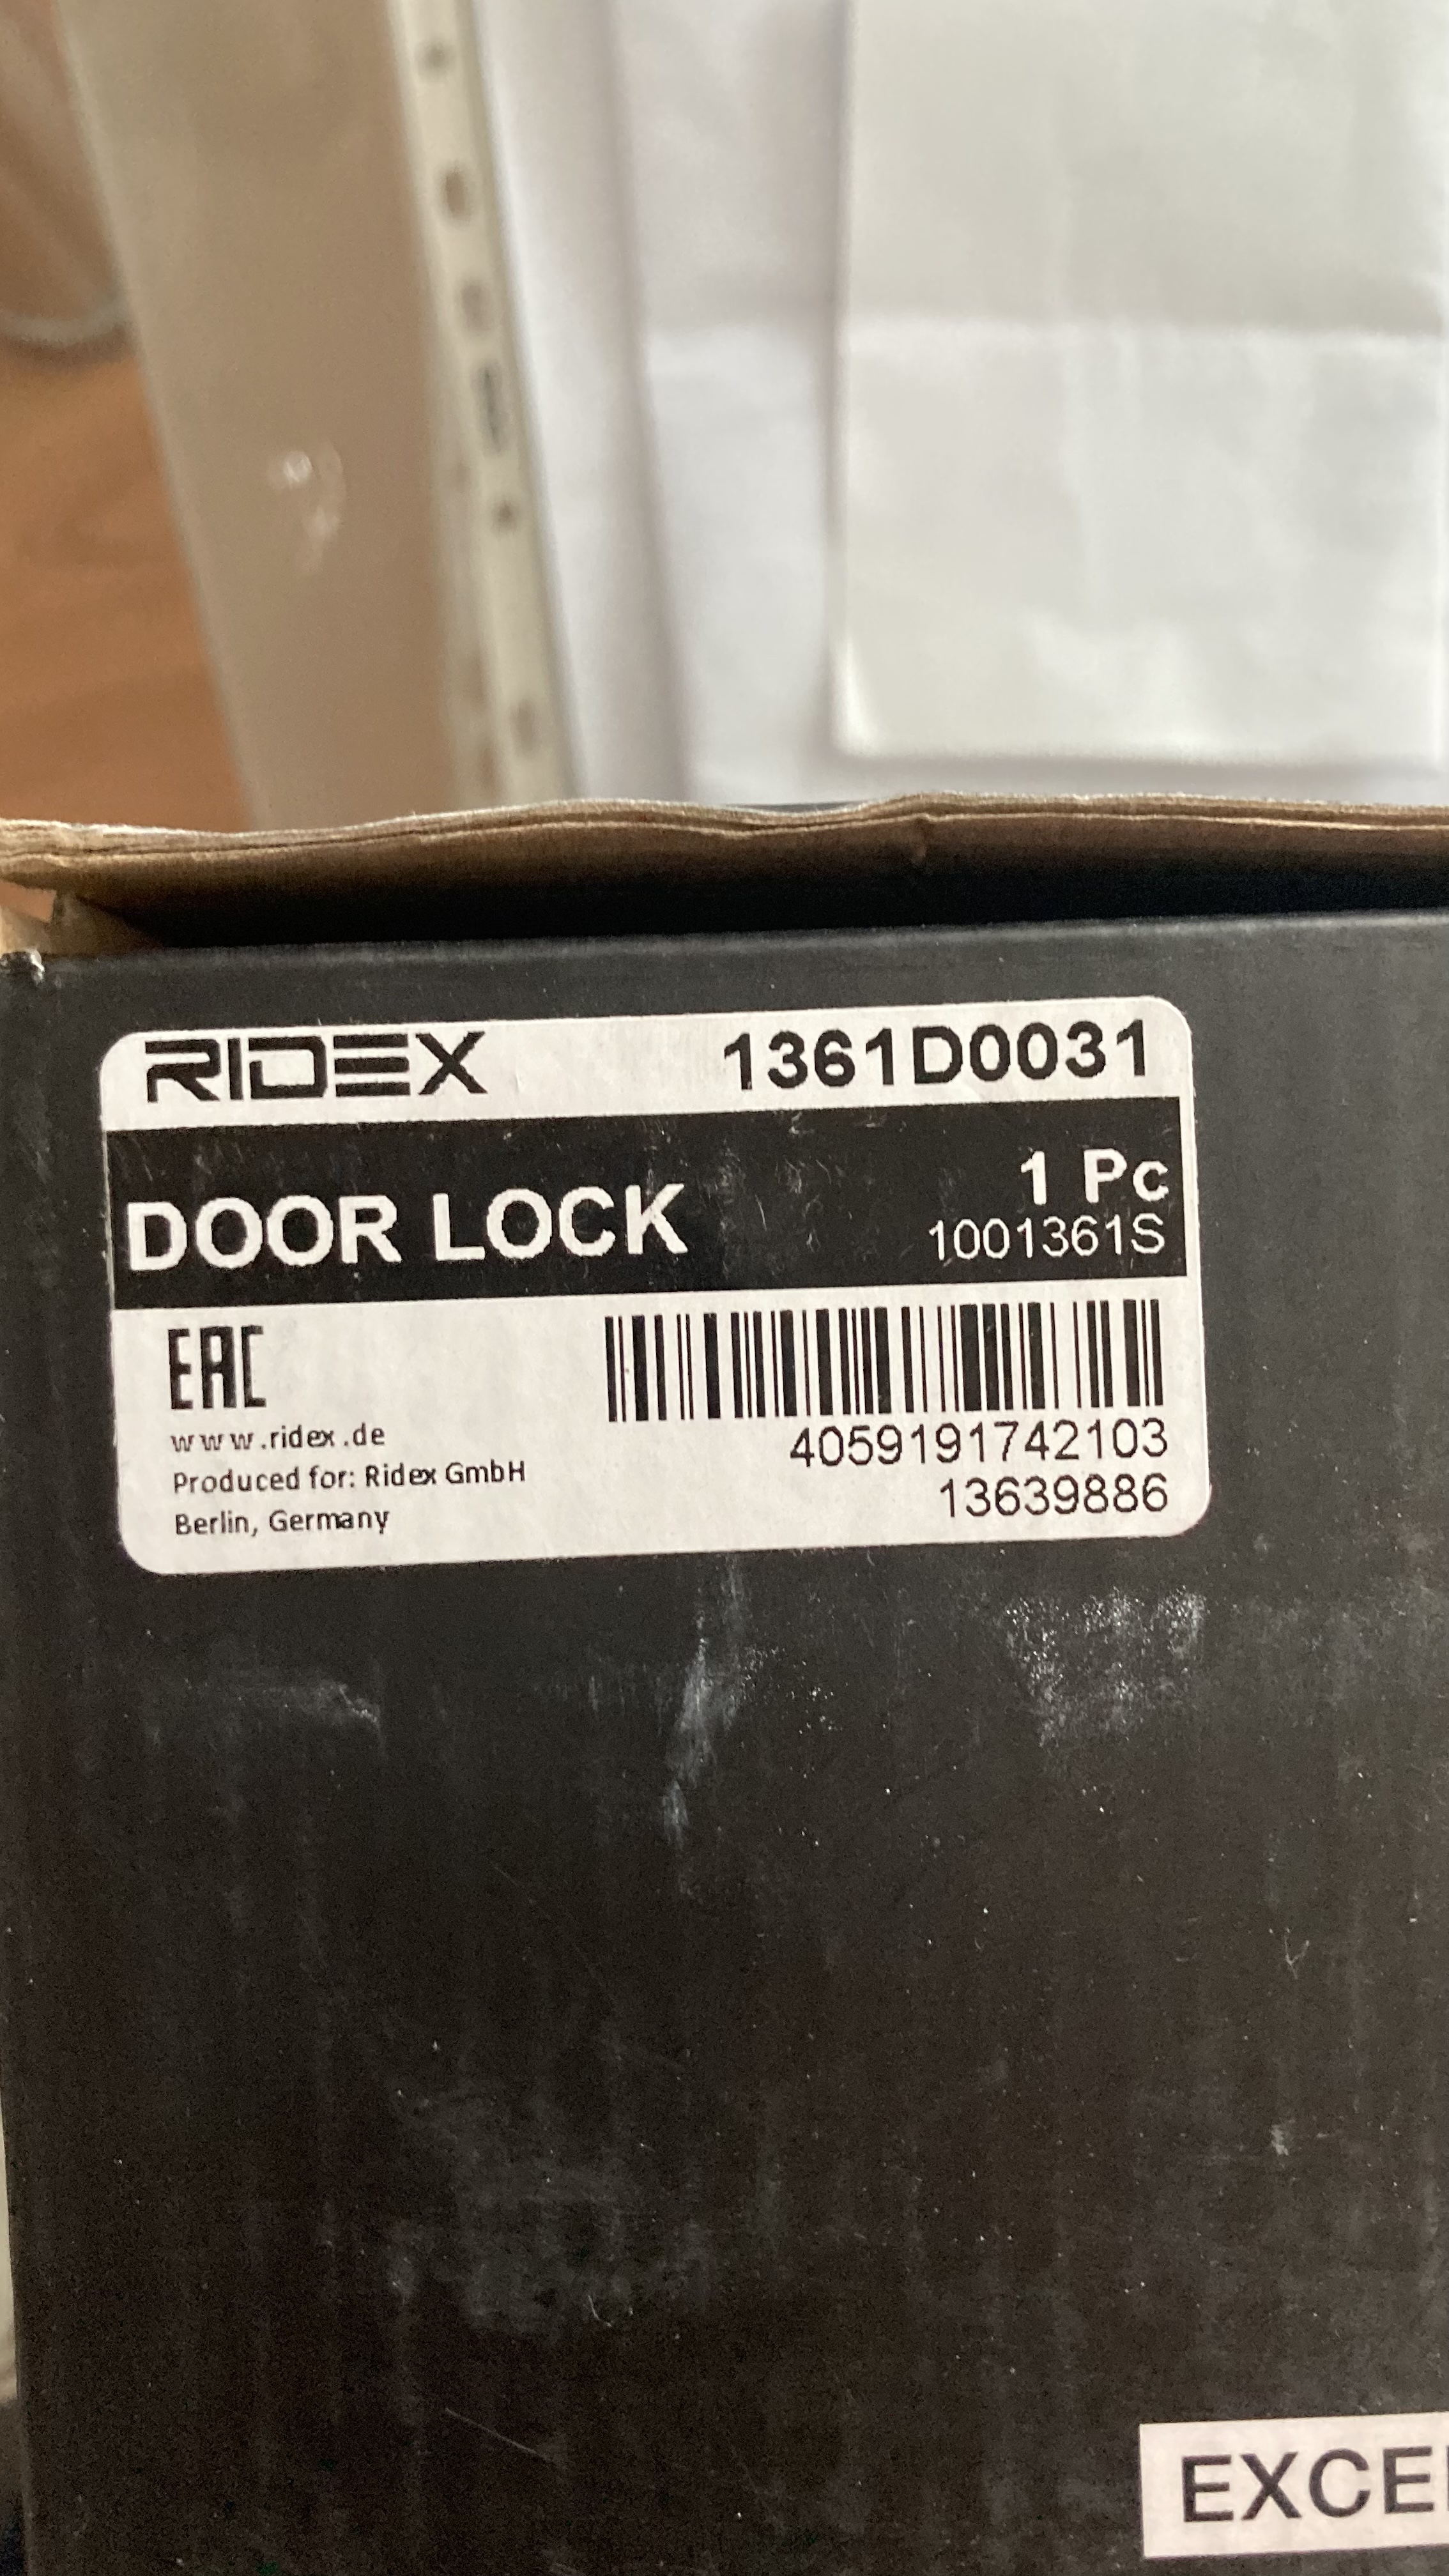 RIDEX 1361D0031
DOOR LOCK
1 Pc
1001361S
EAC
www.ridex.de
Produced for: Ridex GmbH
Berlin, Germany
4059191742103
13639886